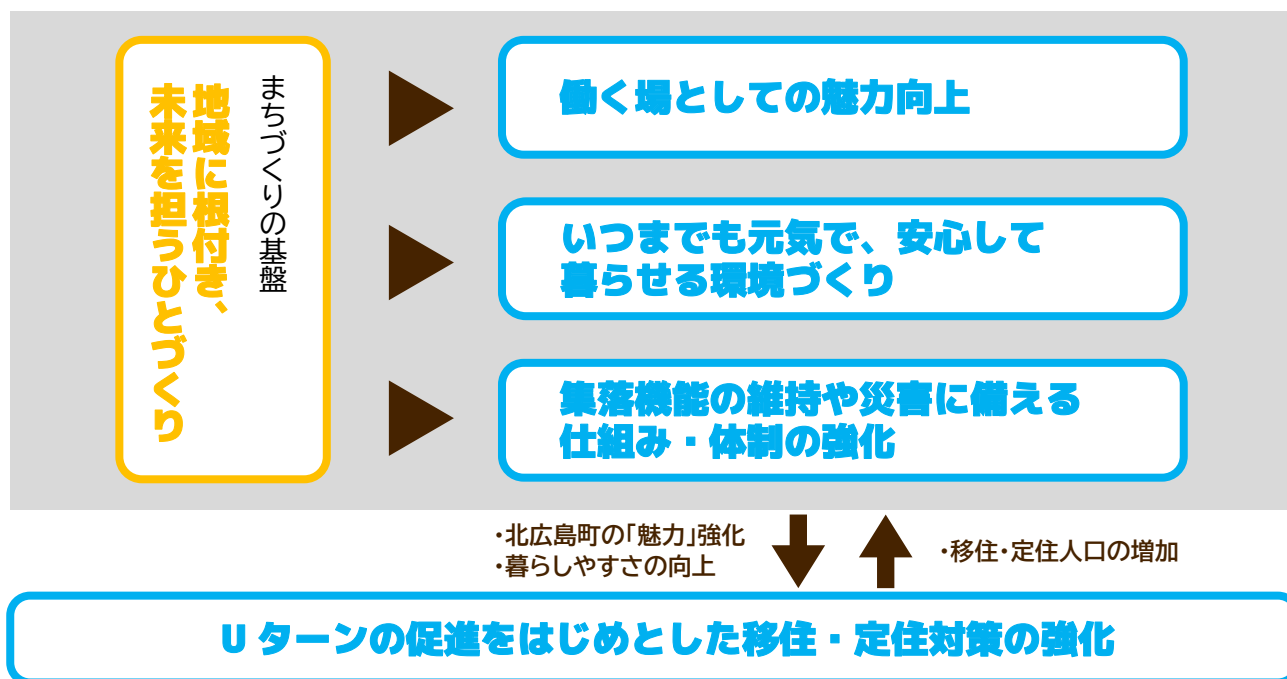 まちづくりの基盤
地域に根付き、
未来を担うひとづくり
働く場としての魅力向上
いつまでも元気で、安心して
暮らせる環境づくり
集落機能の維持や災害に備える
仕組み・体制の強化
・北広島町の「魅力」強化
・暮らしやすさの向上
・移住・定住人口の増加
Uターンの促進をはじめとした移住・定住対策の強化